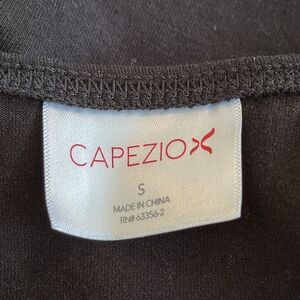 CAPEZIO
S
MADE IN CHINA
RN# 63356-2